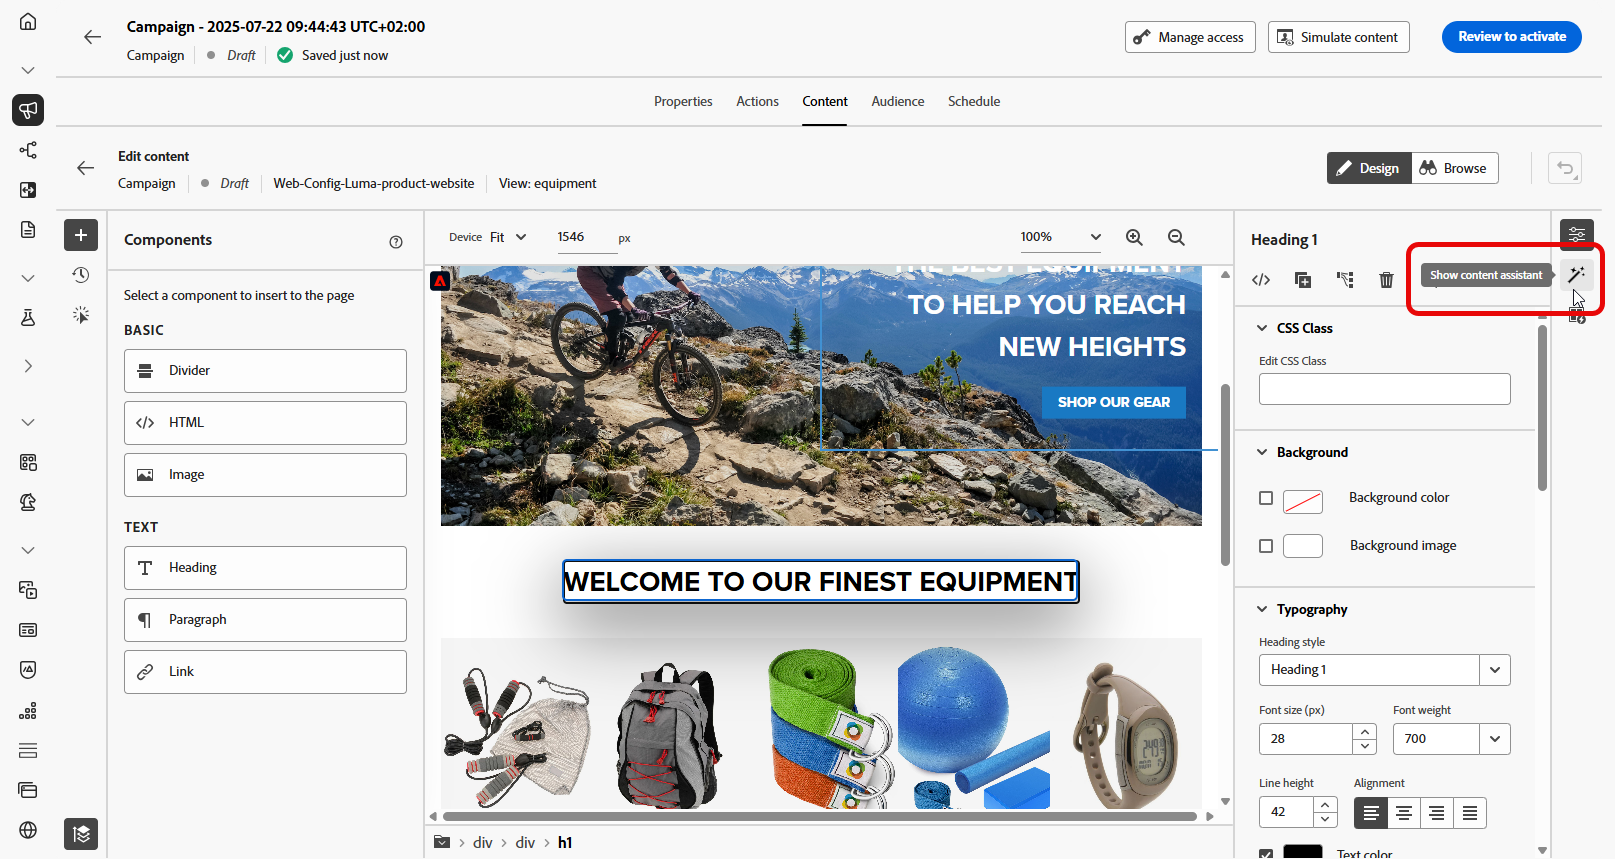 Campaign - 2025-07-22 09:44:43 UTC+02:00
Campaign
Draft
Saved just now
Manage access
Simulate content
Review to activate
Properties
Actions
Content
Audience
Schedule
Edit content
Campaign
Draft
Web-Config-Luma-product-website
View: equipment
Design
Browse
Components
Select a component to insert to the page
BASIC
Divider
HTML
Image
TEXT
Heading
Paragraph
Link
Device Fit
1546 px
100%
THE BEST EQUIPMENT
TO HELP YOU REACH
NEW HEIGHTS
SHOP OUR GEAR
WELCOME TO OUR FINEST EQUIPMENT
div > div > h1
Heading 1
Show content assistant
CSS Class
Edit CSS Class
Background
Background color
Background image
Typography
Heading style
Heading 1
Font size (px)
Font weight
28
700
Line height
Alignment
42
Text color